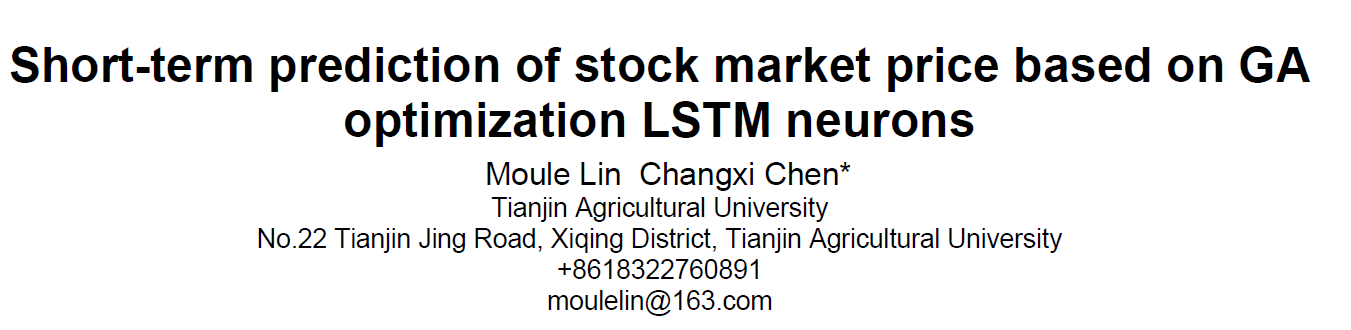 Short-term prediction of stock market price based on GA
optimization LSTM neurons
Moule Lin  Changxi Chen*
Tianjin Agricultural University
No.22 Tianjin Jing Road, Xiqing District, Tianjin Agricultural University
+8618322760891
moulelin@163.com